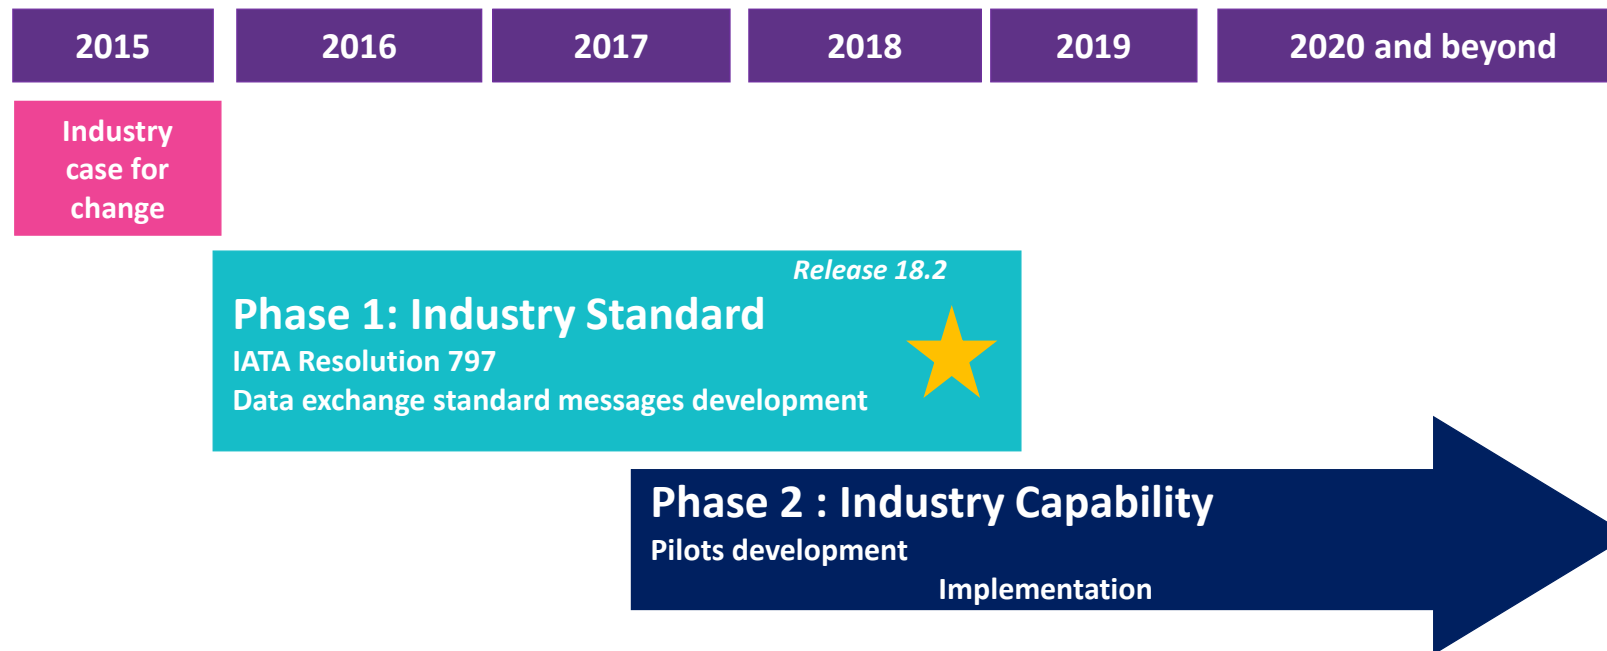 2015
2016
2017
2018
2019
2020 and beyond
Industry
case for
change
Release 18.2
Phase 1: Industry Standard
IATA Resolution 797
Data exchange standard messages development
Phase 2 : Industry Capability
Pilots development
Implementation